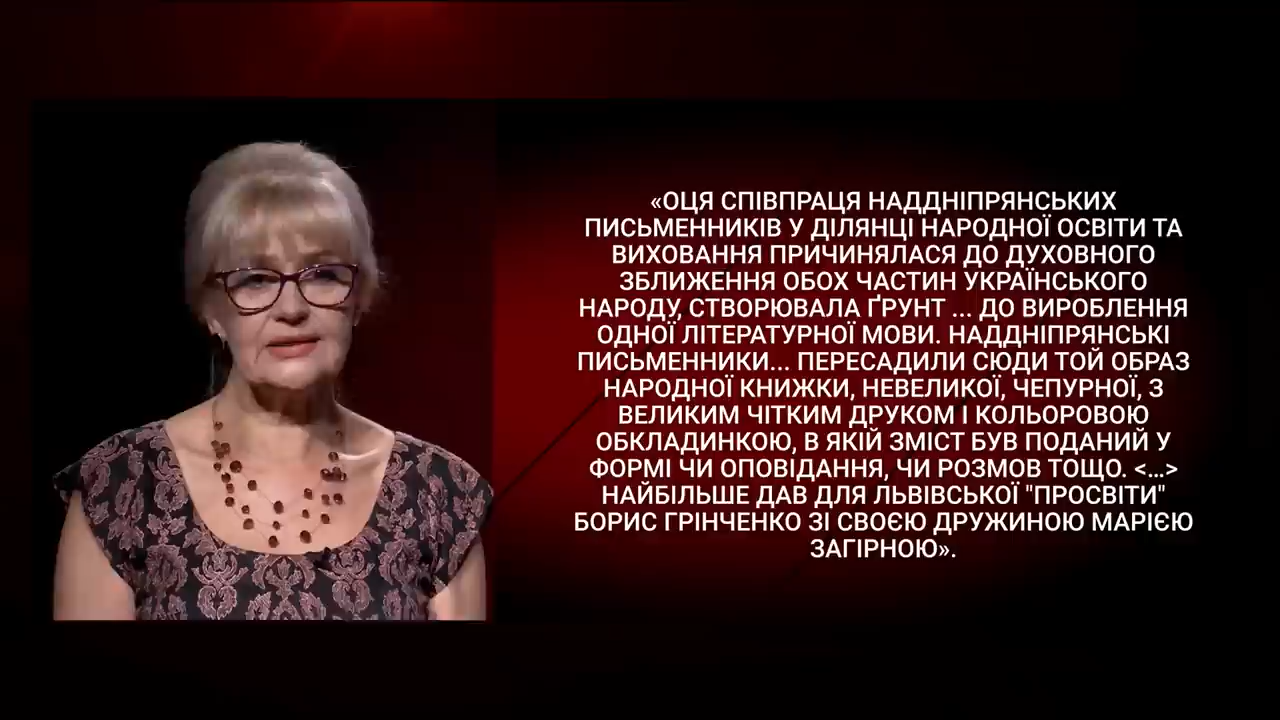 «ОЦЯ СПІВПРАЦЯ НАДДНІПРЯНСЬКИХ
ПИСЬМЕННИКІВ У ДІЛЯНЦІ НАРОДНОЇ ОСВІТИ ТА
ВИХОВАННЯ ПРИЧИНЯЛАСЯ ДО ДУХОВНОГО
ЗБЛИЖЕННЯ ОБОХ ЧАСТИН УКРАЇНСЬКОГО
НАРОДУ, СТВОРЮВАЛА ҐРУНТ ... ДО ВИРОБЛЕННЯ
ОДНОЇ ЛІТЕРАТУРНОЇ МОВИ. НАДДНІПРЯНСЬКІ
ПИСЬМЕННИКИ... ПЕРЕСАДИЛИ СЮДИ ТОЙ ОБРАЗ
НАРОДНОЇ КНИЖКИ, НЕВЕЛИКОЇ, ЧЕПУРНОЇ, З
ВЕЛИКИМ ЧІТКИМ ДРУКОМ І КОЛЬОРОВОЮ
ОБКЛАДИНКОЮ, В ЯКІЙ ЗМІСТ БУВ ПОДАНИЙ У
ФОРМІ ЧИ ОПОВІДАННЯ, ЧИ РОЗМОВ ТОЩО. <...>
НАЙБІЛЬШЕ ДАВ ДЛЯ ЛЬВІВСЬКОЇ "ПРОСВІТИ"
БОРИС ГРІНЧЕНКО ЗІ СВОЄЮ ДРУЖИНОЮ МАРІЄЮ
ЗАГІРНОЮ».